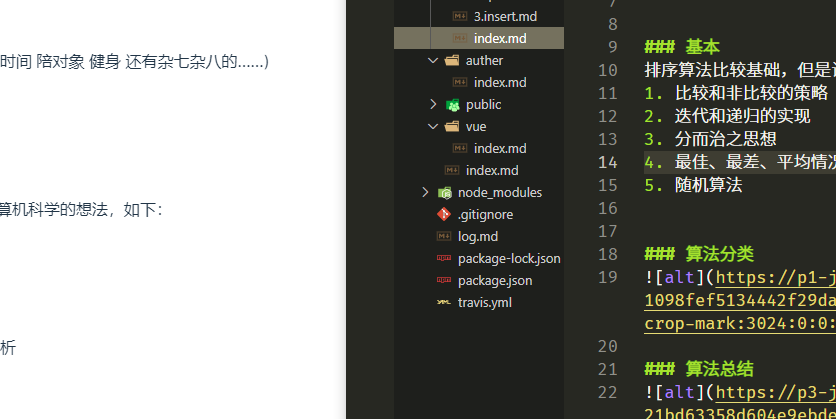 时间 陪对象 健身 还有杂七杂八的……)
算机科学的想法，如下：
析
3.insert.md
index.md
auther
index.md
public
vue
index.md
index.md
node_modules
.gitignore
log.md
package-lock.json
package.json
travis.yml
7
8
9 ### 基本
10 排序算法比较基础，但是
11 1. 比较和非比较的策略
12 2. 迭代和递归的实现
13 3. 分而治之思想
14 4. 最佳、最差、平均情
15 5. 随机算法
16
17
18 ### 算法分类
19 ![alt](https://p1-j
1098fef5134442f29da
crop-mark:3024:0:0:
20
21 ### 算法总结
22 ![alt](https://p3-j
21bd63358d604e9ebde